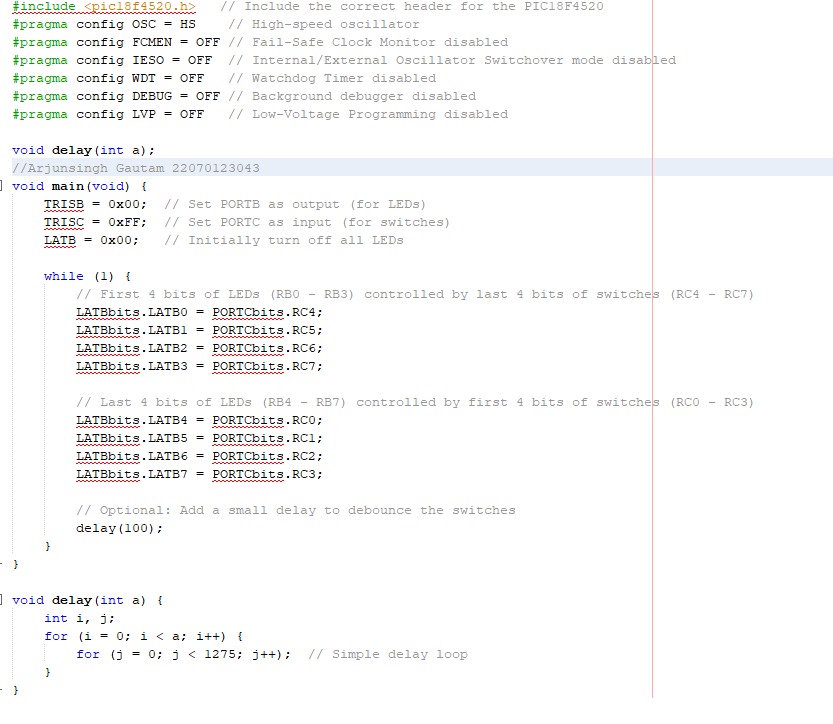 #include <pic18f4520.h>   // Include the correct header for the PIC18F4520
#pragma config OSC = HS    // High-speed oscillator
#pragma config FCMEN = OFF // Fail-Safe Clock Monitor disabled
#pragma config IESO = OFF  // Internal/External Oscillator Switchover mode disabled
#pragma config WDT = OFF   // Watchdog Timer disabled
#pragma config DEBUG = OFF // Background debugger disabled
#pragma config LVP = OFF   // Low-Voltage Programming disabled

void delay(int a);
//Arjunsingh Gautam 22070123043
void main(void) {
    TRISB = 0x00;  // Set PORTB as output (for LEDs)
    TRISC = 0xFF;  // Set PORTC as input (for switches)
    LATB = 0x00;   // Initially turn off all LEDs

    while (1) {
        // First 4 bits of LEDs (RB0 - RB3) controlled by last 4 bits of switches (RC4 - RC7)
        LATBbits.LATB0 = PORTCbits.RC4;
        LATBbits.LATB1 = PORTCbits.RC5;
        LATBbits.LATB2 = PORTCbits.RC6;
        LATBbits.LATB3 = PORTCbits.RC7;

        // Last 4 bits of LEDs (RB4 - RB7) controlled by first 4 bits of switches (RC0 - RC3)
        LATBbits.LATB4 = PORTCbits.RC0;
        LATBbits.LATB5 = PORTCbits.RC1;
        LATBbits.LATB6 = PORTCbits.RC2;
        LATBbits.LATB7 = PORTCbits.RC3;

        // Optional: Add a small delay to debounce the switches
        delay(100);
    }
}

void delay(int a) {
    int i, j;
    for (i = 0; i < a; i++) {
        for (j = 0; j < 1275; j++);  // Simple delay loop
    }
}